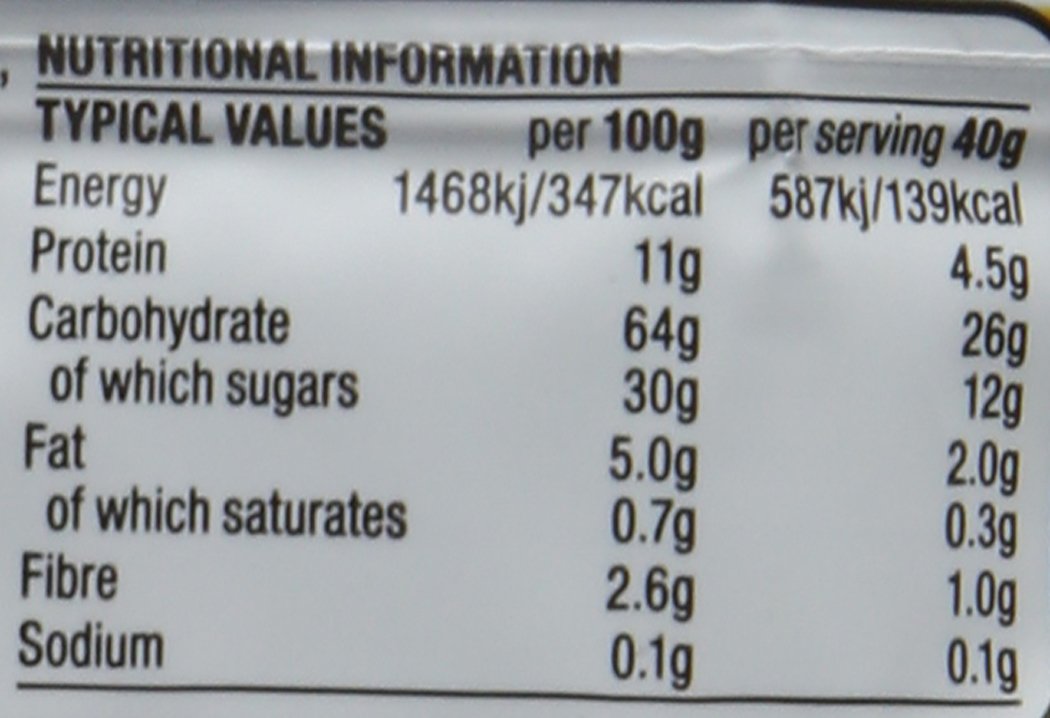 , NUTRITIONAL INFORMATION
TYPICAL VALUES per 100g per serving 40g
Energy 1468kj/347kcal 587kj/139kcal
Protein 11g 4.5g
Carbohydrate 64g 26g
of which sugars 30g 12g
Fat 5.0g 2.0g
of which saturates 0.7g 0.3g
Fibre 2.6g 1.0g
Sodium 0.1g 0.1g